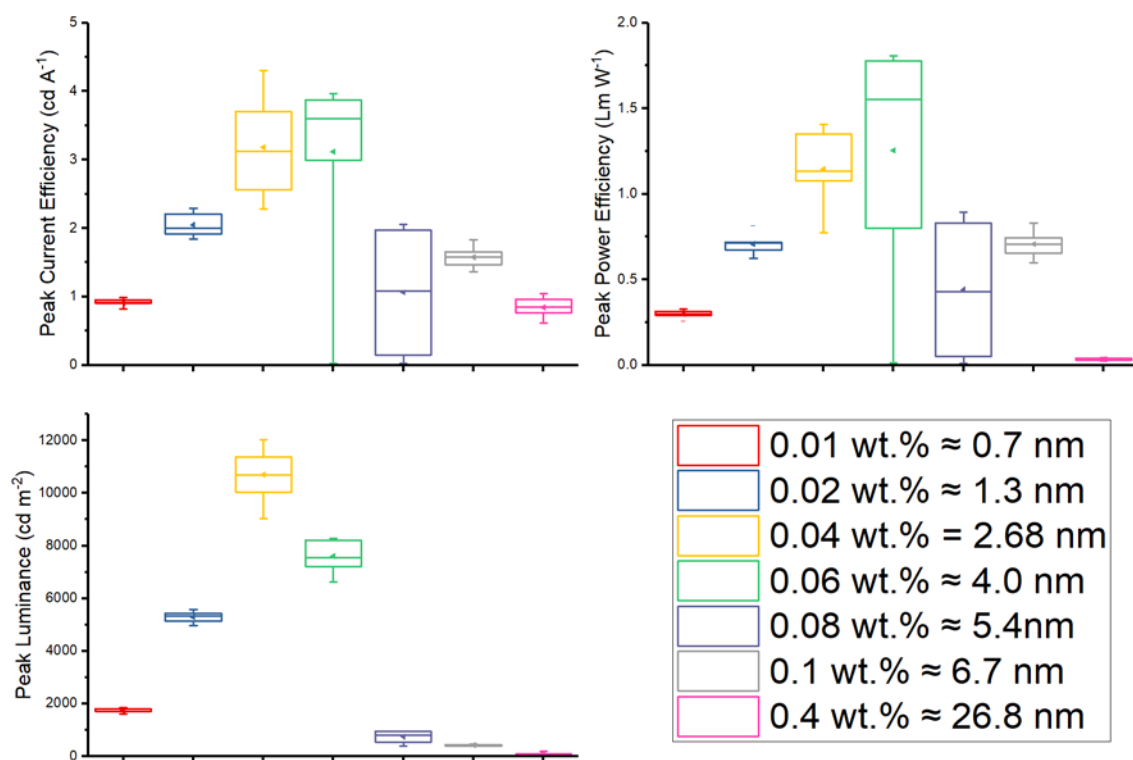 Peak Current Efficiency (cd A⁻¹)
5
4
3
2
1
0
Peak Power Efficiency (Lm W⁻¹)
2.0
1.5
1.0
0.5
0.0
Peak Luminance (cd m⁻²)
12000
10000
8000
6000
4000
2000
0
0.01 wt.% ≈ 0.7 nm
0.02 wt.% ≈ 1.3 nm
0.04 wt.% = 2.68 nm
0.06 wt.% ≈ 4.0 nm
0.08 wt.% ≈ 5.4nm
0.1 wt.% ≈ 6.7 nm
0.4 wt.% ≈ 26.8 nm